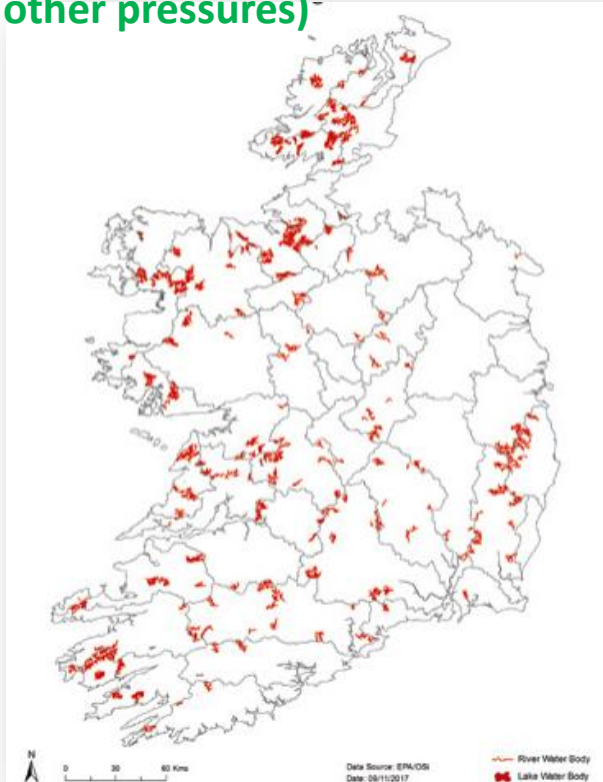 other pressures)
N
0 30 60 Kms
Data Source: EPA/OSi
Date: 09/11/2017
River Water Body
Lake Water Body